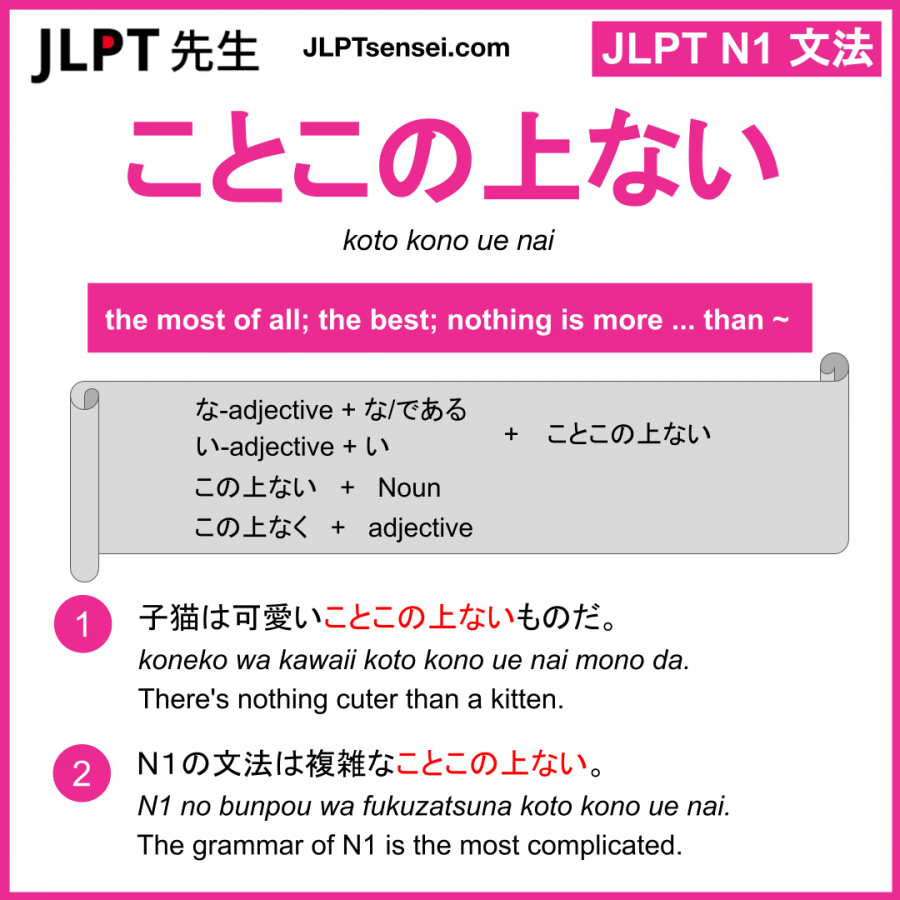 JLPT 先生
JLPTsensei.com
JLPT N1 文法
ことこの上ない
koto kono ue nai
the most of all; the best; nothing is more ... than ~
な-adjective + な/である
い-adjective + い
+ ことこの上ない
この上ない + Noun
この上なく + adjective
1 子猫は可愛いことこの上ないものだ。
koneko wa kawaii koto kono ue nai mono da.
There's nothing cuter than a kitten.
2 N1の文法は複雑なことこの上ない。
N1 no bunpou wa fukuzatsuna koto kono ue nai.
The grammar of N1 is the most complicated.